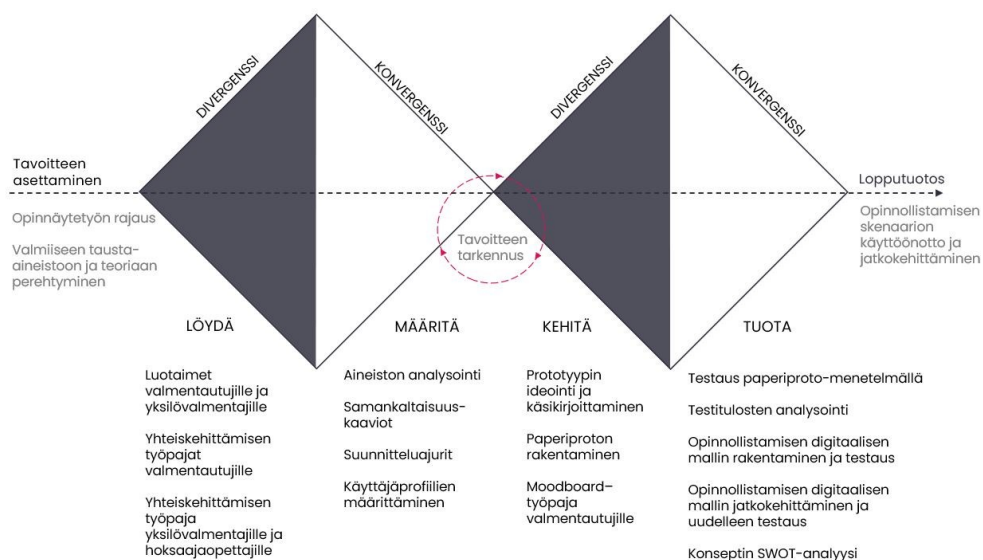 DIVERGENSSI
KONVERGENSSI
DIVERGENSSI
KONVERGENSSI
Tavoitteen
asettaminen
Opinnäytetyön rajaus
Valmiiseen tausta-
aineistoon ja teoriaan
perehtyminen
Tavoitteen
tarkennus
Lopputuotos
Opinnollistamisen
skenaarion
käyttöönotto ja
jatkokehittäminen
LÖYDÄ
Luotaimet
valmentautujille ja
yksilövalmentajille
Yhteiskehittämisen
työpajat
valmentautujille
Yhteiskehittämisen
työpaja
yksilövalmentajille ja
hoksaajaopettajille
MÄÄRITÄ
Aineiston analysointi
Samankaltaisuus-
kaaviot
Suunnitteluajurit
Käyttäjäprofiilien
määrittäminen
KEHITÄ
Prototyypin
ideointi ja
käsikirjoittaminen
Paperiproton
rakentaminen
Moodboard–
työpaja
valmentautujille
TUOTA
Testaus paperiproto-menetelmällä
Testitulosten analysointi
Opinnollistamisen digitaalisen
mallin rakentaminen ja testaus
Opinnollistamisen digitaalisen
mallin jatkokehittäminen ja
uudelleen testaus
Konseptin SWOT-analyysi